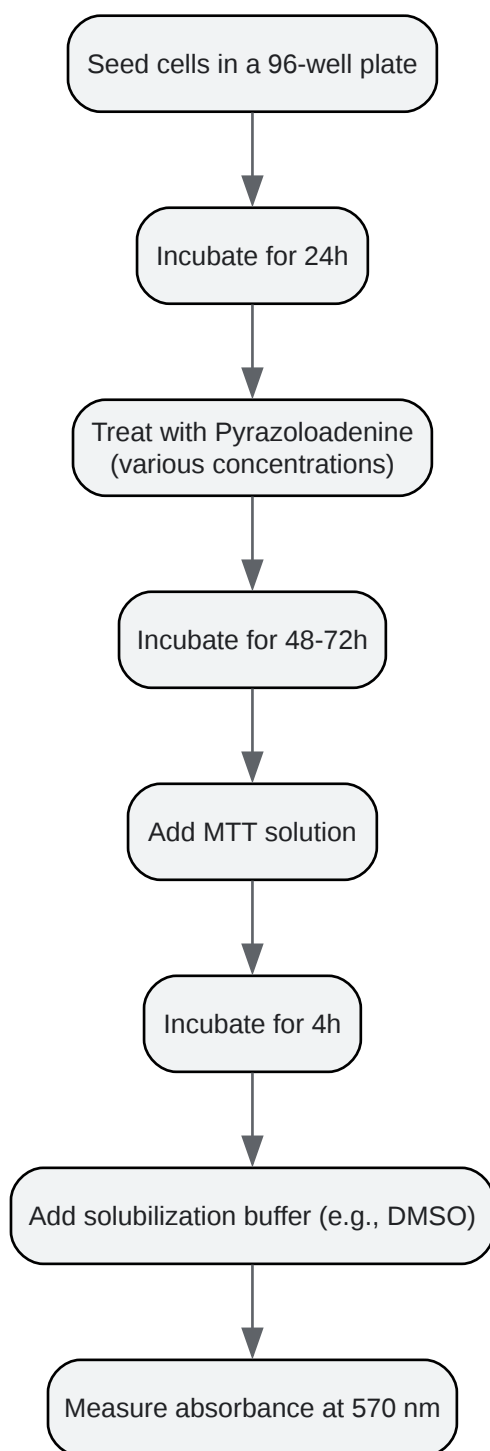 Seed cells in a 96-well plate
Incubate for 24h
Treat with Pyrazoloadenine
(various concentrations)
Incubate for 48-72h
Add MTT solution
Incubate for 4h
Add solubilization buffer (e.g., DMSO)
Measure absorbance at 570 nm